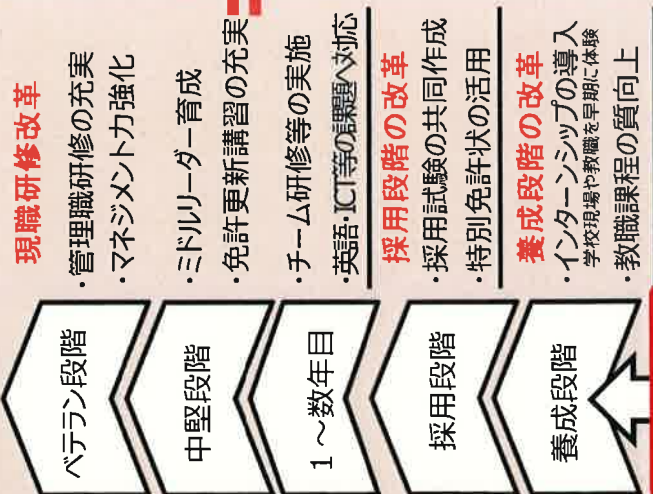 現職研修改革
・管理職研修の充実
・マネジメント力強化
・ミドルリーダー育成
・免許更新講習の充実
・チーム研修等の実施
・英語・ICT等の課題へ対応
採用段階の改革
・採用試験の共同作成
・特別免許状の活用
養成段階の改革
・インターンシップの導入
学校現場や教職を早期に体験
・教職課程の質向上
ベテラン段階
中堅段階
1～数年目
採用段階
養成段階